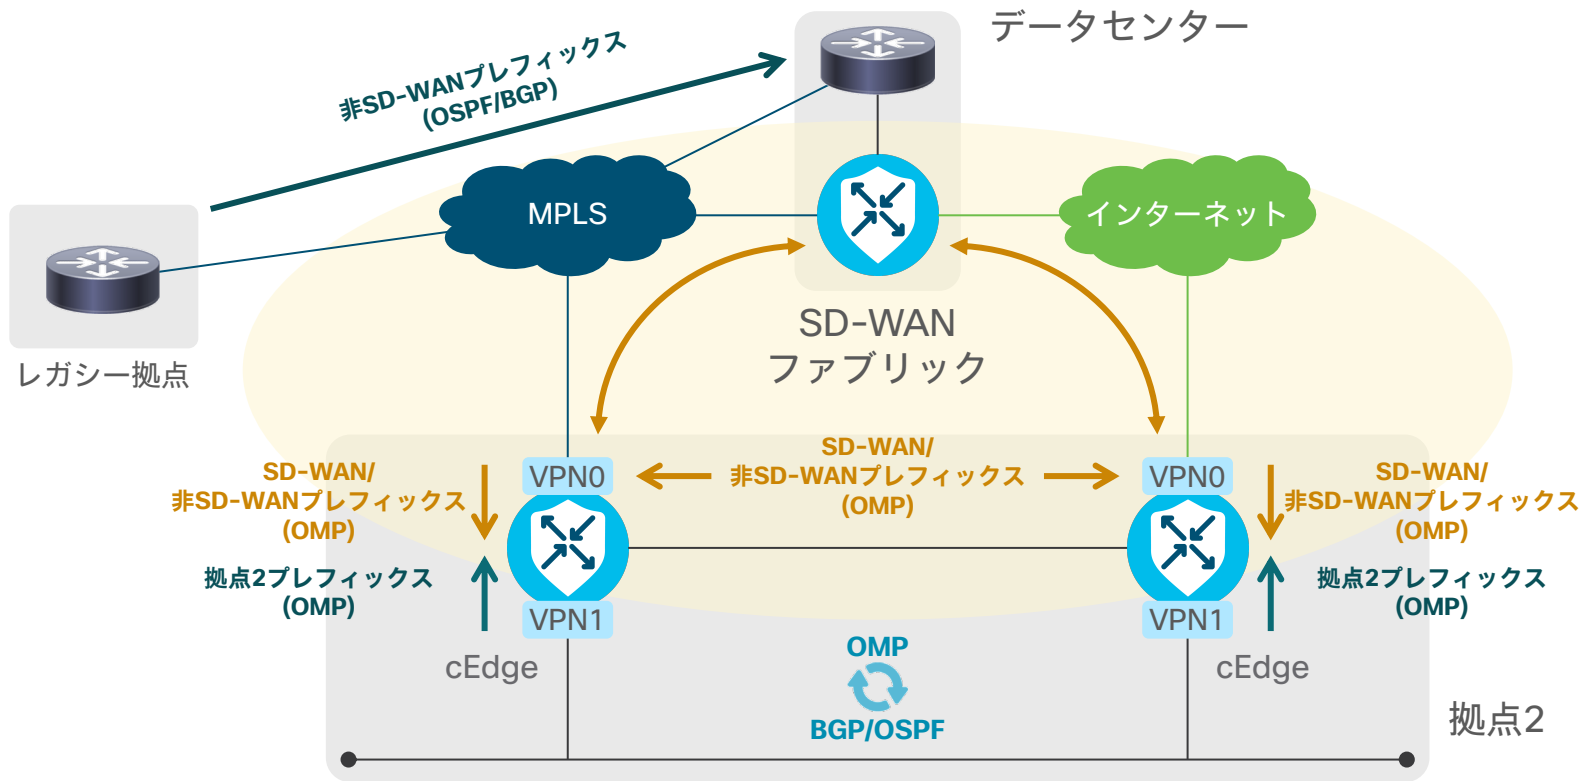 データセンター
非SD-WANプレフィックス
(OSPF/BGP)
MPLS
インターネット
レガシー拠点
SD-WAN
ファブリック
VPN0
SD-WAN/
非SD-WANプレフィックス
(OMP)
VPN0
SD-WAN/
非SD-WANプレフィックス
(OMP)
SD-WAN/
非SD-WANプレフィックス
(OMP)
拠点2プレフィックス
(OMP)
拠点2プレフィックス
(OMP)
VPN1
VPN1
cEdge
cEdge
OMP
BGP/OSPF
拠点2